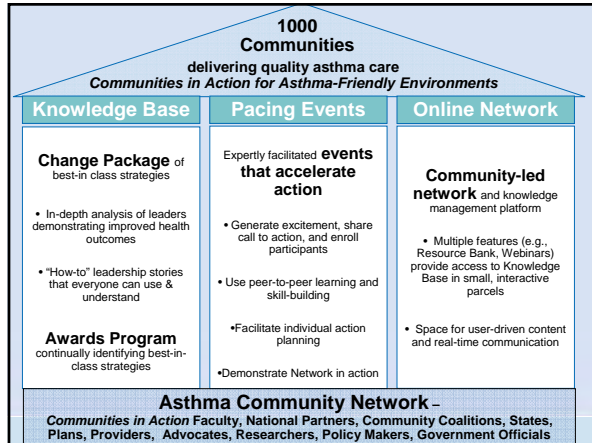 1000
Communities
delivering quality asthma care
Communities in Action for Asthma-Friendly Environments
Knowledge Base
Change Package of
best-in class strategies
• In-depth analysis of leaders
demonstrating improved health
outcomes
• “How-to” leadership stories
that everyone can use &
understand
Awards Program
continually identifying best-in-
class strategies
Pacing Events
Expertly facilitated events
that accelerate
action
• Generate excitement, share
call to action, and enroll
participants
• Use peer-to-peer learning and
skill-building
•Facilitate individual action
planning
•Demonstrate Network in action
Online Network
Community-led
network and knowledge
management platform
• Multiple features (e.g.,
Resource Bank, Webinars)
provide access to Knowledge
Base in small, interactive
parcels
• Space for user-driven content
and real-time communication
Asthma Community Network –
Communities in Action Faculty, National Partners, Community Coalitions, States,
Plans, Providers, Advocates, Researchers, Policy Makers, Government Officials